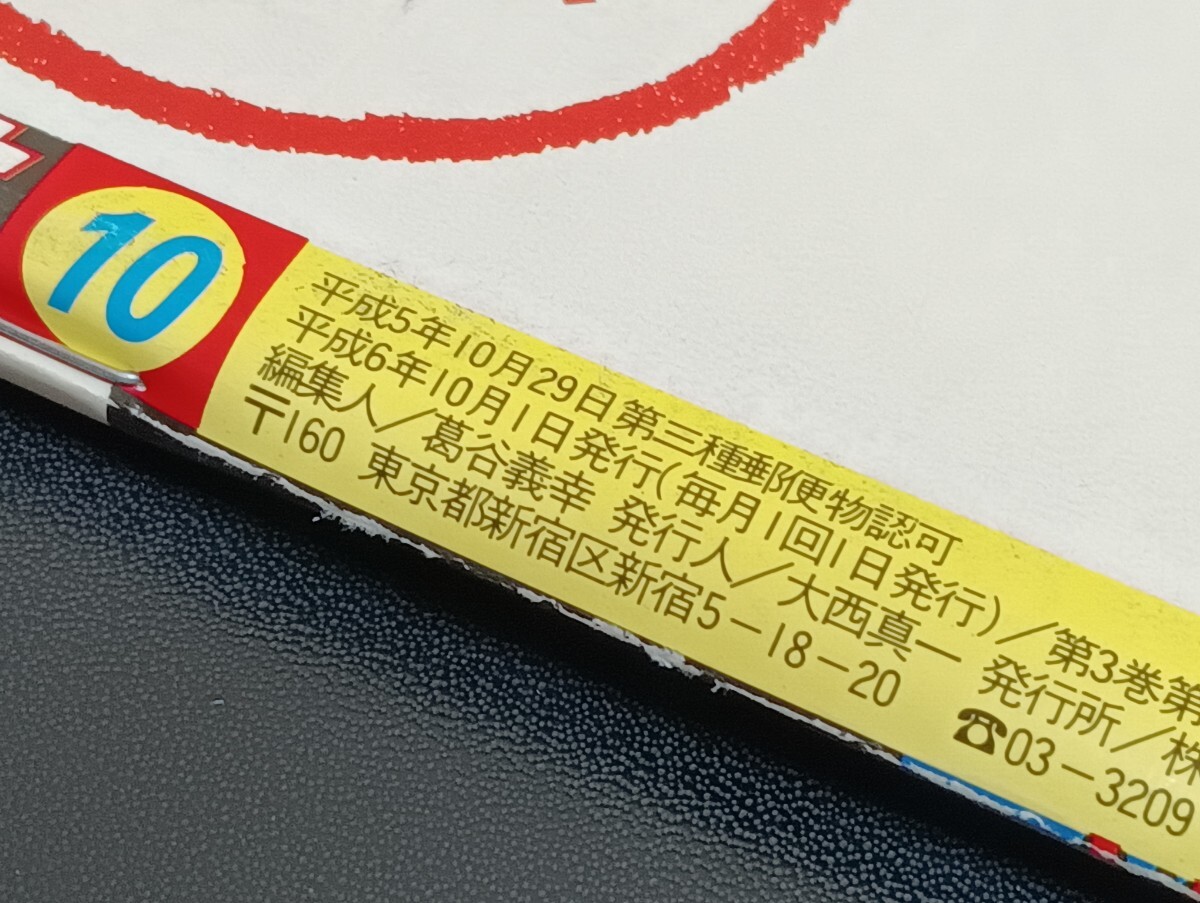 10
平成5年10月29日第三種郵便物認可
平成6年10月1日発行(毎月1回1日発行)/第3巻第
編集人/葛谷義幸 発行人/大西真一 発行所/株
〒160 東京都新宿区新宿5-18-20 ☎03-3209